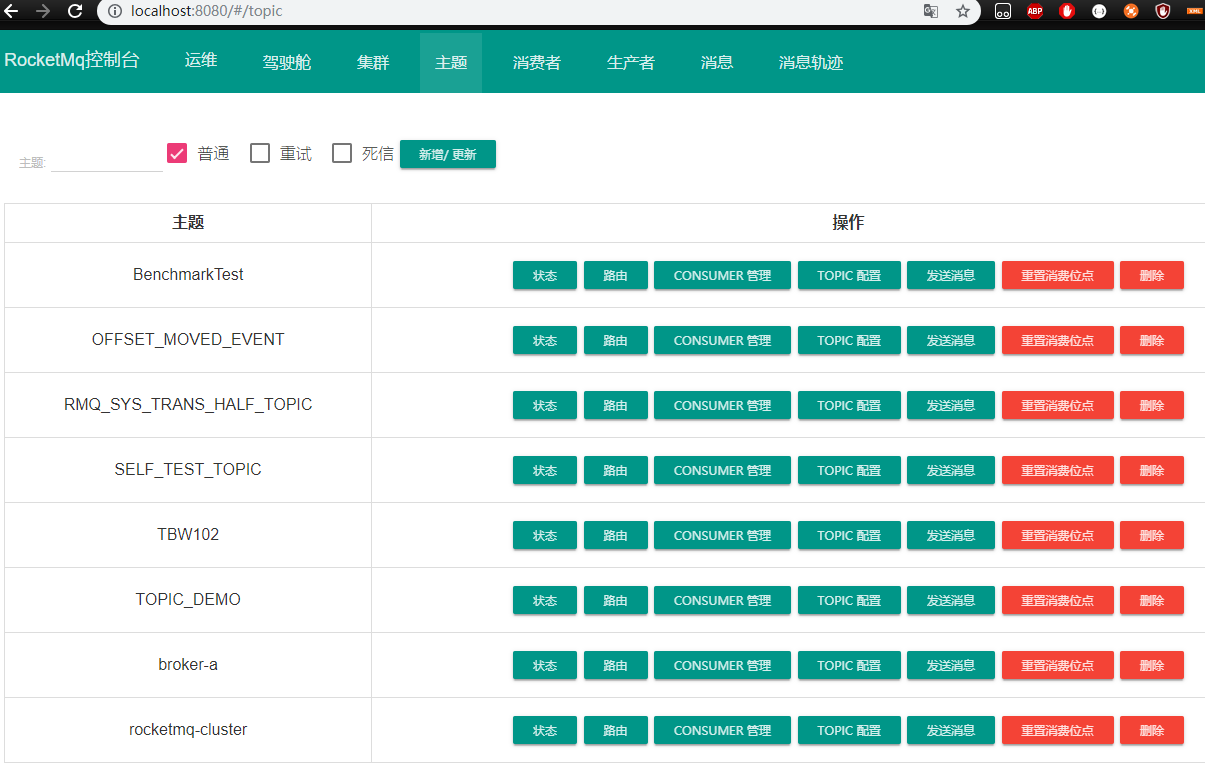 localhost:8080/#/topic
ABP
XML
RocketMq控制台 运维 驾驶舱 集群 主题 消费者 生产者 消息 消息轨迹
主题: 普通 重试 死信 新增/ 更新
主题 操作
BenchmarkTest 状态 路由 CONSUMER 管理 TOPIC 配置 发送消息 重置消费位点 删除
OFFSET_MOVED_EVENT 状态 路由 CONSUMER 管理 TOPIC 配置 发送消息 重置消费位点 删除
RMQ_SYS_TRANS_HALF_TOPIC 状态 路由 CONSUMER 管理 TOPIC 配置 发送消息 重置消费位点 删除
SELF_TEST_TOPIC 状态 路由 CONSUMER 管理 TOPIC 配置 发送消息 重置消费位点 删除
TBW102 状态 路由 CONSUMER 管理 TOPIC 配置 发送消息 重置消费位点 删除
TOPIC_DEMO 状态 路由 CONSUMER 管理 TOPIC 配置 发送消息 重置消费位点 删除
broker-a 状态 路由 CONSUMER 管理 TOPIC 配置 发送消息 重置消费位点 删除
rocketmq-cluster 状态 路由 CONSUMER 管理 TOPIC 配置 发送消息 重置消费位点 删除